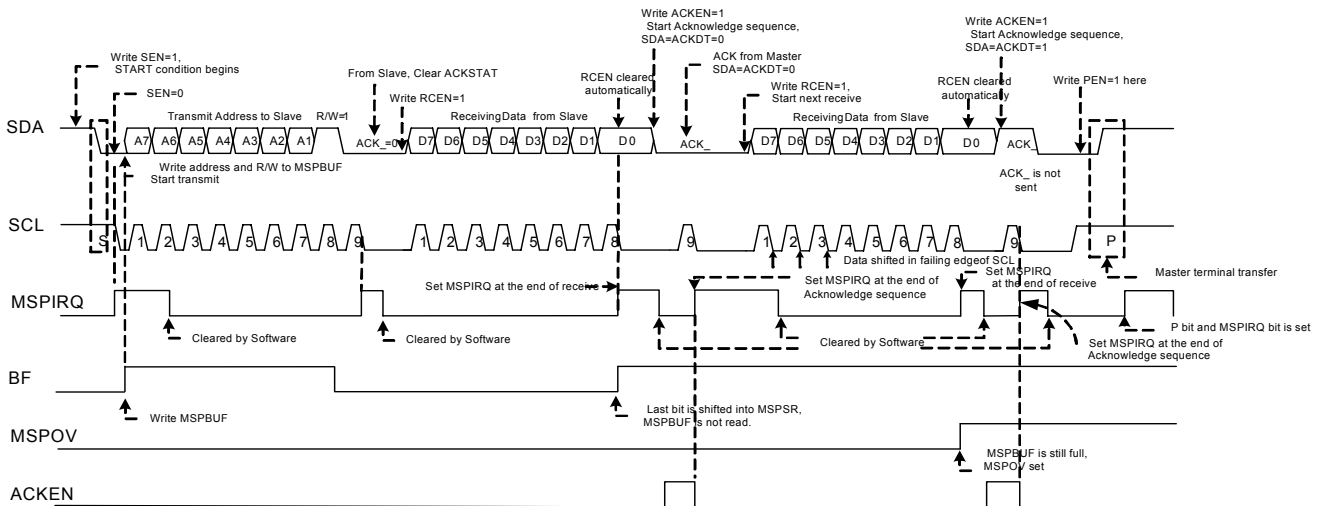 Write ACKEN=1
Start Acknowledge sequence,
SDA=ACKDT=0
Write ACKEN=1
Start Acknowledge sequence,
SDA=ACKDT=1
Write SEN=1,
START condition begins
SEN=0
From Slave, Clear ACKSTAT
Write RCEN=1
RCEN cleared
automatically
ACK from Master
SDA=ACKDT=0
Write RCEN=1,
Start next receive
RCEN cleared
automatically
Write PEN=1 here
Transmit Address to Slave
R/W=1
ReceivingData from Slave
ReceivingData from Slave
SDA
A7 A6 A5 A4 A3 A2 A1 ACK_=0 D7 D6 D5 D4 D3 D2 D1 D0 ACK_ D7 D6 D5 D4 D3 D2 D1 D0 ACK_
Write address and R/W to MSPBUF
Start transmit
ACK_ is not
sent
SCL
S 1 2 3 4 5 6 7 8 9 1 2 3 4 5 6 7 8 9 1 2 3 4 5 6 7 8 9 P
Data shifted in failing edgeof SCL
Master terminal transfer
Set MSPIRQ at the end of receive
Set MSPIRQ at the end of
Acknowledge sequence
Set MSPIRQ
at the end of receive
MSPIRQ
Cleared by Software
Cleared by Software
Cleared by Software
P bit and MSPIRQ bit is set
Set MSPIRQ at the end of
Acknowledge sequence
BF
Write MSPBUF
Last bit is shifted into MSPSR,
MSPBUF is not read.
MSPOV
MSPBUF is still full,
MSPOV set
ACKEN